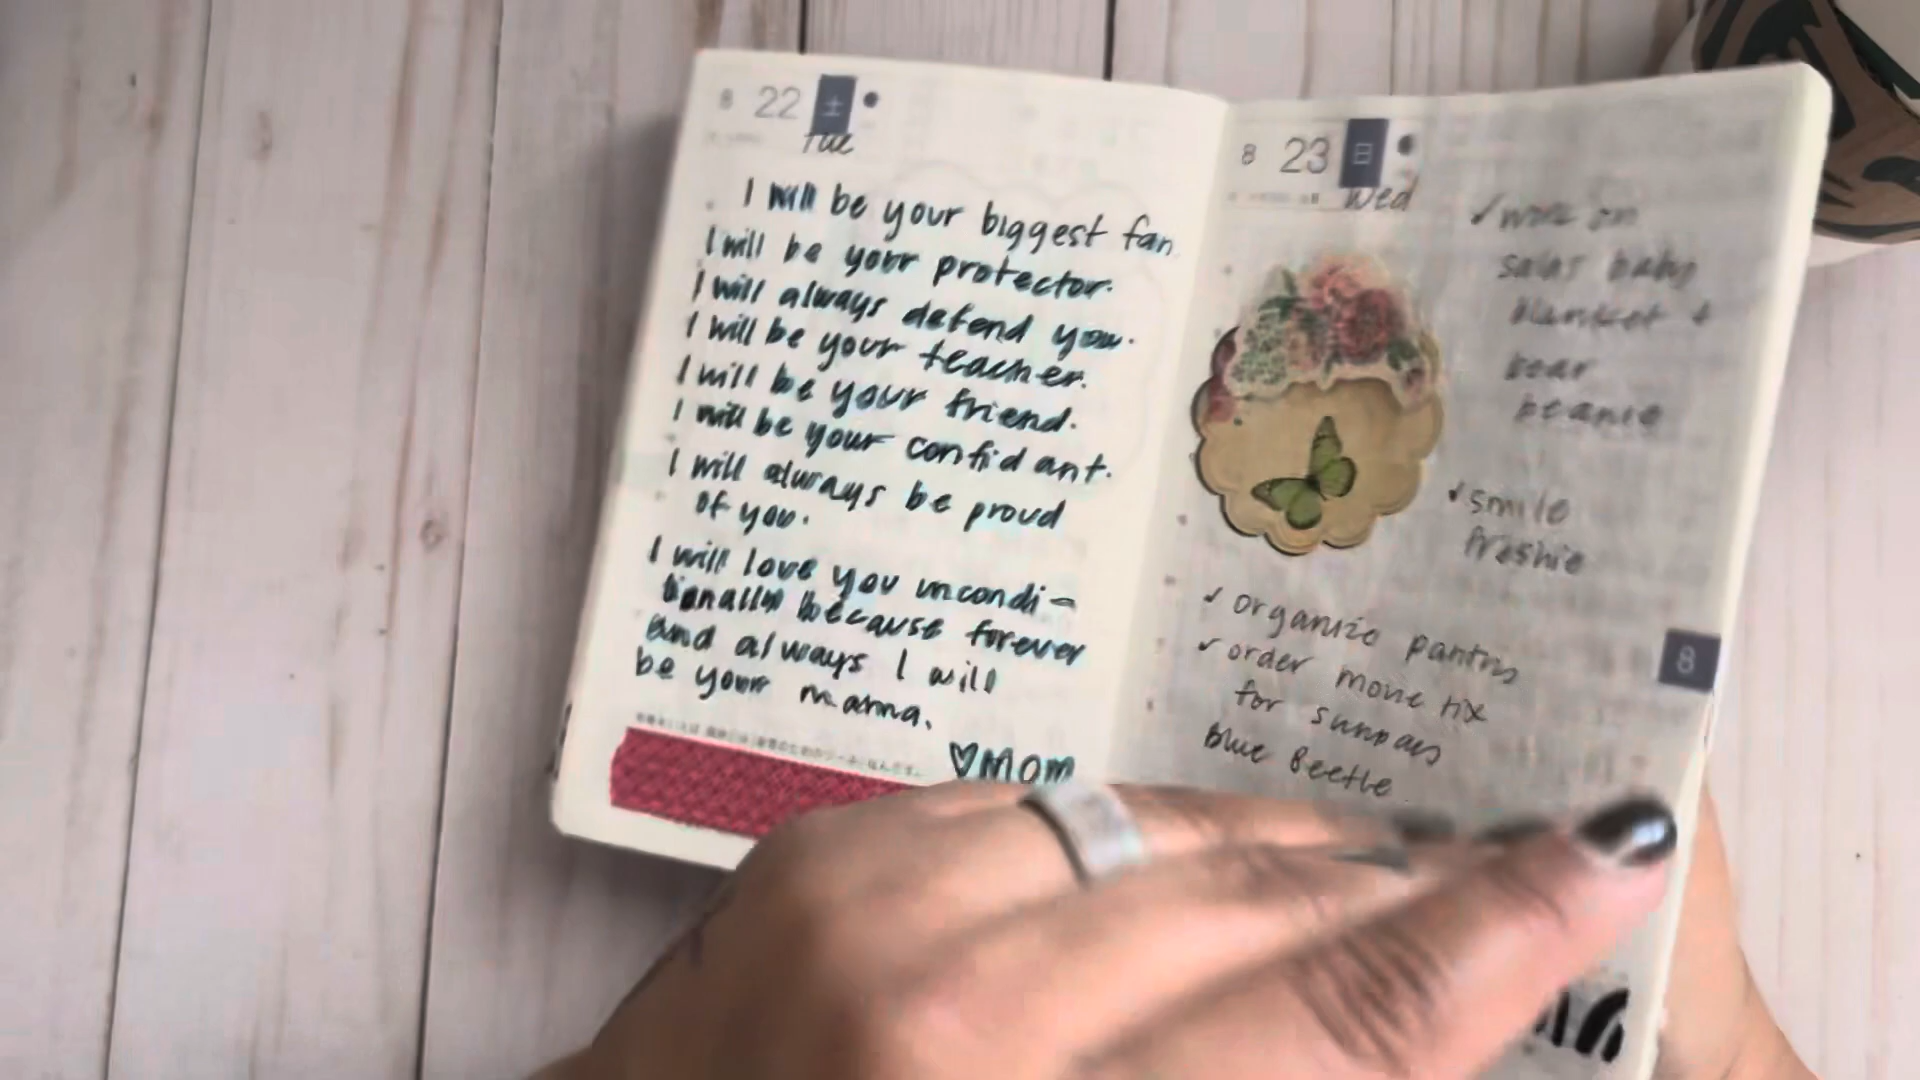 8 22 土
Tue
I will be your biggest fan
I will be your protector.
I will always defend you.
I will be your teacher.
I will be your friend.
I will be your confidant.
I will always be proud
of you.
I will love you uncondi-
tionally because forever
and always I will
be your mama.
♡Mom
8 23 日
Wed
✓ work on
baby
blanket +
bear
beanie
✓ smile
freshie
✓ organize pantry
✓ order movie tix
for
Blue Beetle
8